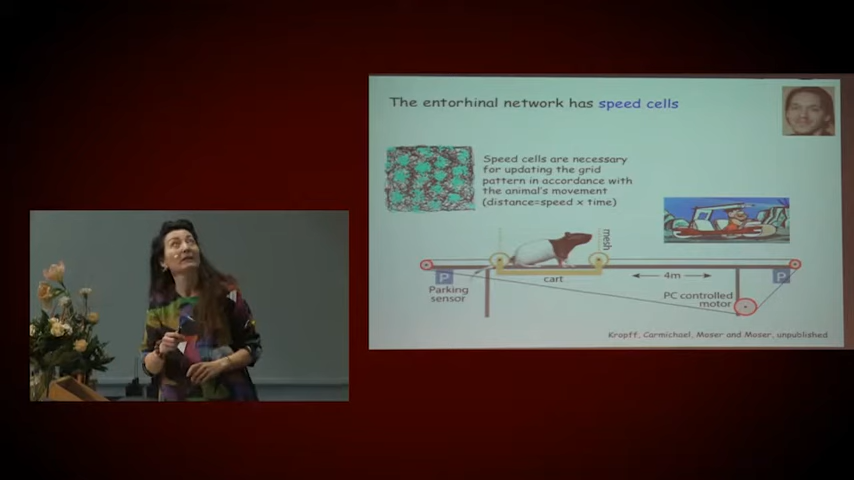 The entorhinal network has speed cells
Speed cells are necessary
for updating the grid
pattern in accordance with
the animal's movement
(distance=speed x time)
mesh
P
cart
4m
P
Parking
sensor
PC controlled
motor
Kropff, Carmichael, Moser and Moser, unpublished